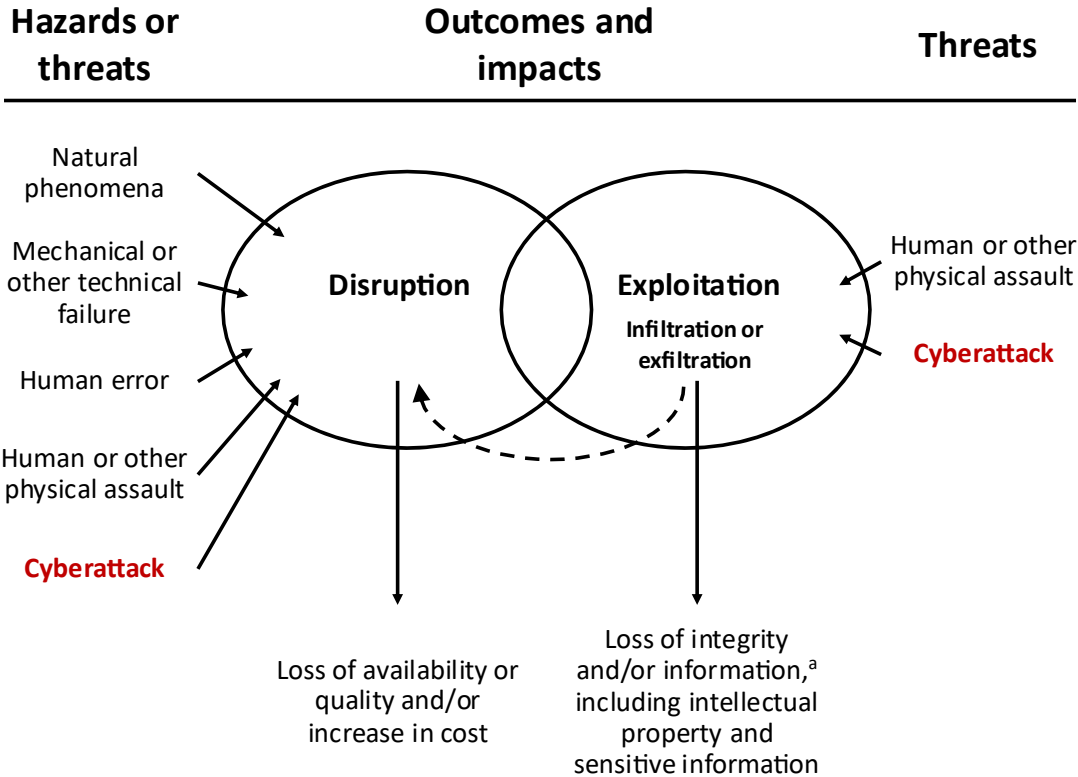 Hazards or
threats
Outcomes and
impacts
Threats
Natural
phenomena
Mechanical or
other technical
failure
Human error
Human or other
physical assault
Cyberattack
Disruption
Exploitation
Infiltration or
exfiltration
Human or other
physical assault
Cyberattack
Loss of availability or
quality and/or
increase in cost
Loss of integrity
and/or information,ᵃ
including intellectual
property and
sensitive information